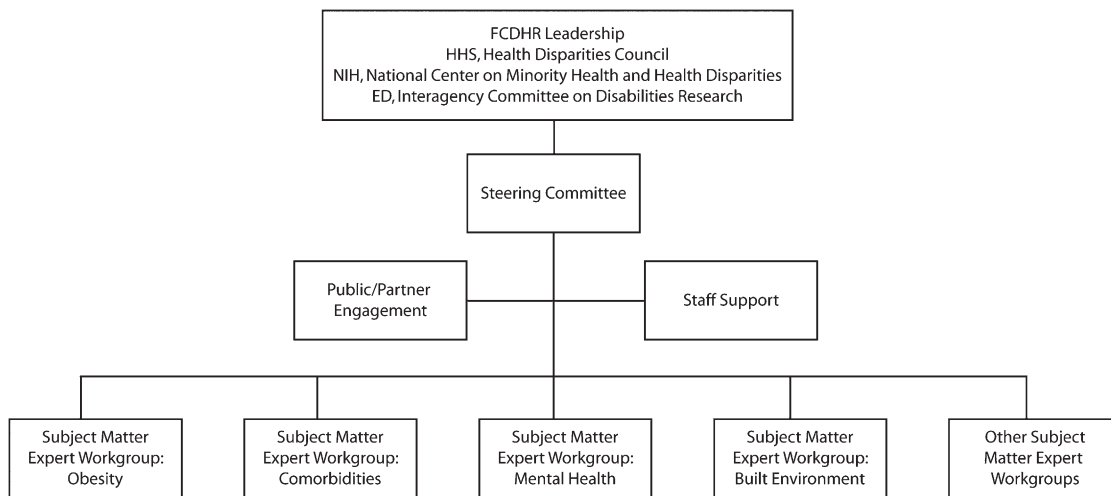 FCDHR Leadership
HHS, Health Disparities Council
NIH, National Center on Minority Health and Health Disparities
ED, Interagency Committee on Disabilities Research
Steering Committee
Public/Partner
Engagement
Staff Support
Subject Matter
Expert Workgroup:
Obesity
Subject Matter
Expert Workgroup:
Comorbidities
Subject Matter
Expert Workgroup:
Mental Health
Subject Matter
Expert Workgroup:
Built Environment
Other Subject
Matter Expert
Workgroups